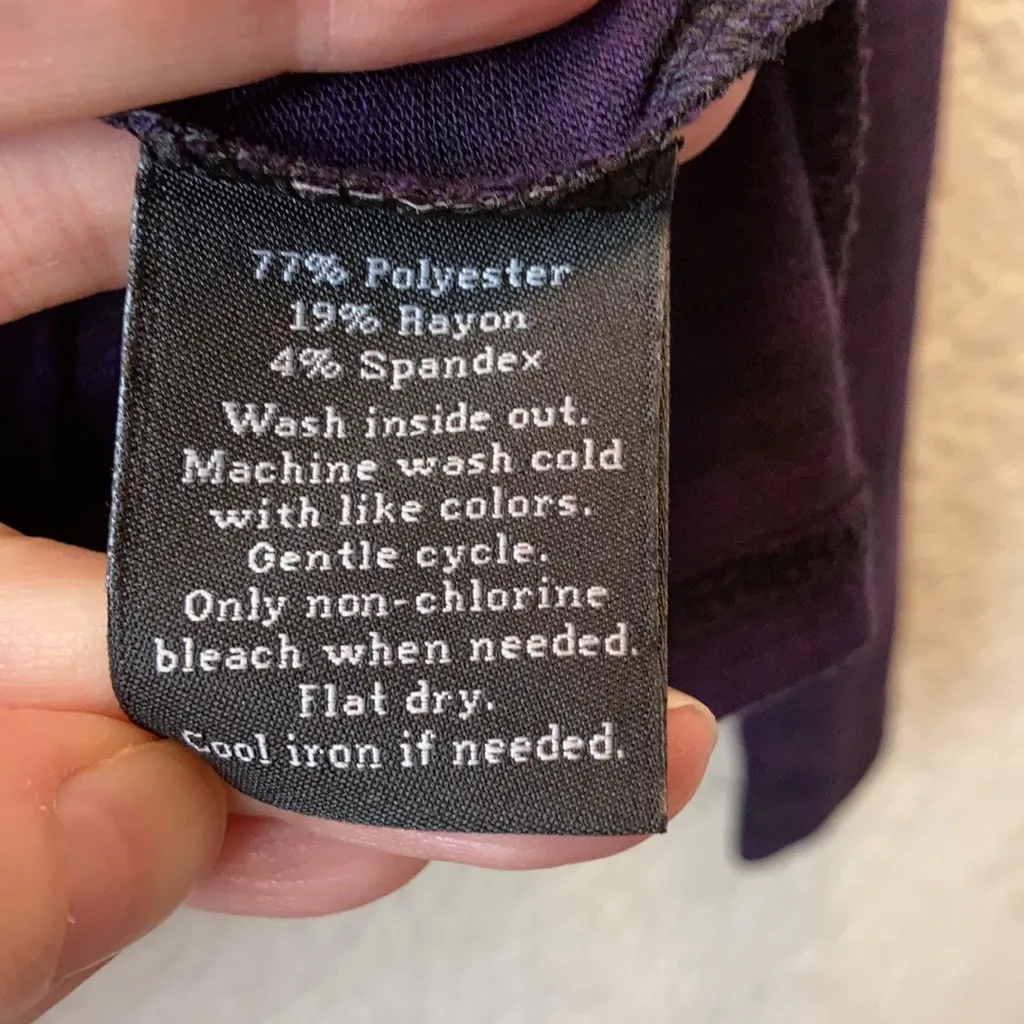 77% Polyester
19% Rayon
4% Spandex
Wash inside out.
Machine wash cold
with like colors.
Gentle cycle.
Only non-chlorine
bleach when needed.
Flat dry.
Cool iron if needed.